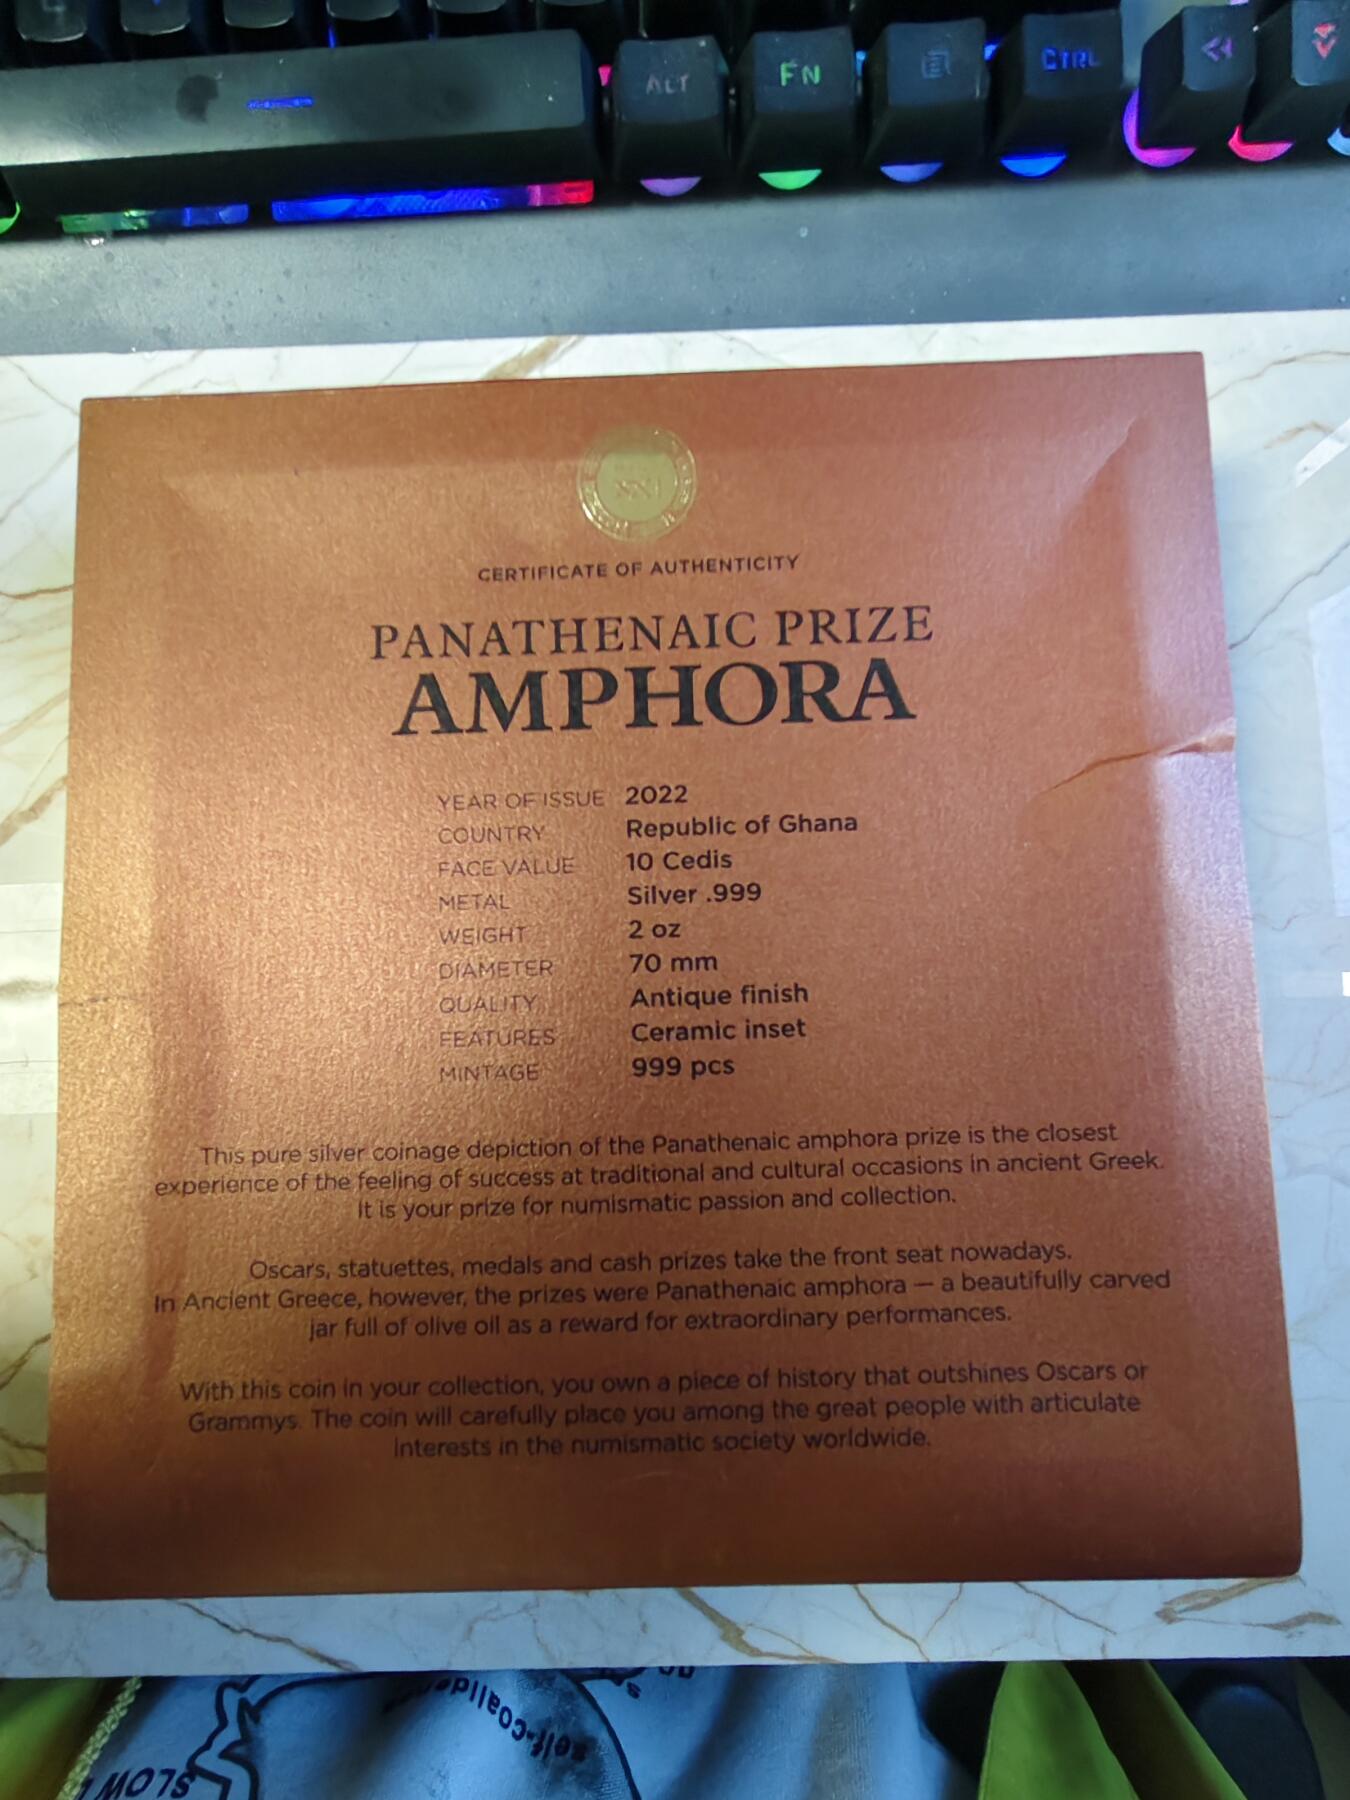 ALT FN CTRL
XXI
CERTIFICATE OF AUTHENTICITY
PANATHENAIC PRIZE
AMPHORA
YEAR OF ISSUE 2022
COUNTRY Republic of Ghana
FACE VALUE 10 Cedis
METAL Silver .999
WEIGHT 2 oz
DIAMETER 70 mm
QUALITY Antique finish
FEATURES Ceramic inset
MINTAGE 999 pcs
This pure silver coinage depiction of the Panathenaic amphora prize is the closest
experience of the feeling of success at traditional and cultural occasions in ancient Greek.
It is your prize for numismatic passion and collection.
Oscars, statuettes, medals and cash prizes take the front seat nowadays.
In Ancient Greece, however, the prizes were Panathenaic amphora — a beautifully carved
jar full of olive oil as a reward for extraordinary performances.
With this coin in your collection, you own a piece of history that outshines Oscars or
Grammys. The coin will carefully place you among the great people with articulate
interests in the numismatic society worldwide.
SLOW